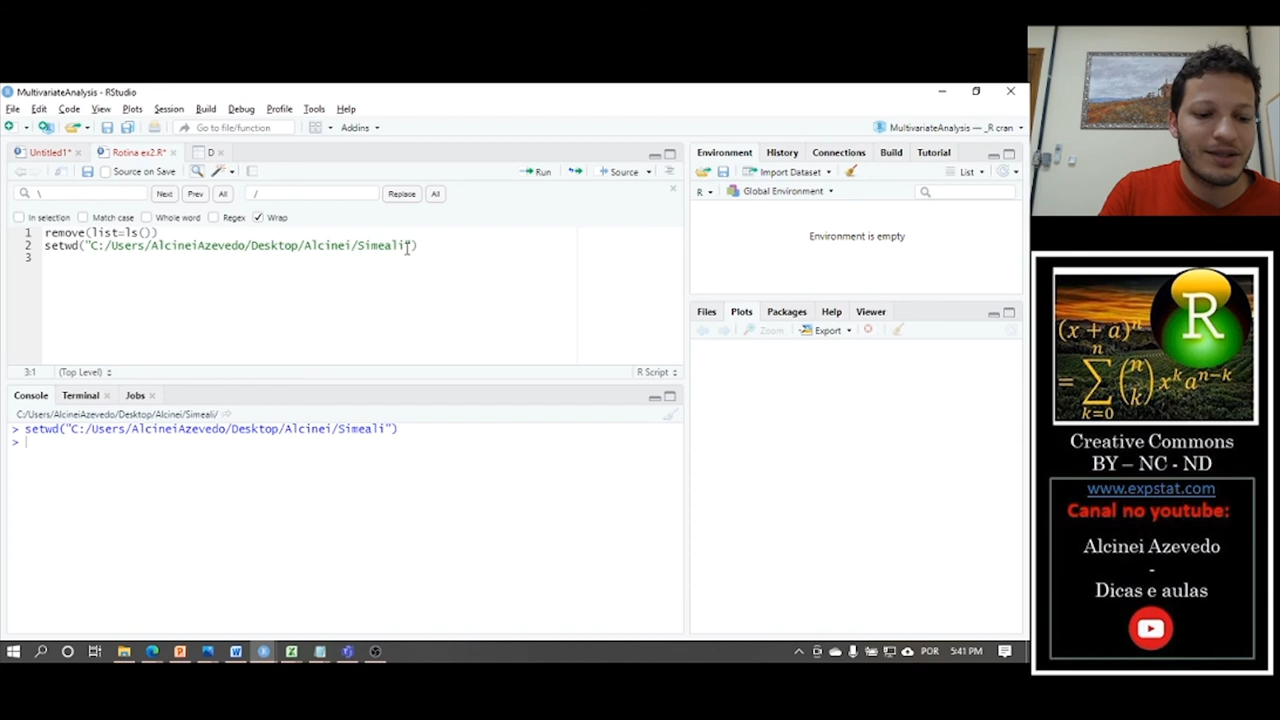 MultivariateAnalysis - RStudio
File Edit Code View Plots Session Build Debug Profile Tools Help
Go to file/function Addins MultivariateAnalysis — _R cran
Untitled1* Rotina ex2.R* D
Source on Save Run Source
\ Next Prev All / Replace All
In selection Match case Whole word Regex Wrap
1 remove(list=ls())
2 setwd("C:/Users/AlcineiAzevedo/Desktop/Alcinei/Simeali")
3
3:1 (Top Level) R Script
Console Terminal Jobs
C:/Users/AlcineiAzevedo/Desktop/Alcinei/Simeali/
> setwd("C:/Users/AlcineiAzevedo/Desktop/Alcinei/Simeali")
>
Environment History Connections Build Tutorial
Import Dataset List
R Global Environment
Environment is empty
Files Plots Packages Help Viewer
Zoom Export
POR 5:41 PM
R
(x + a)^n
= ∑_{k=0}^{n} (n k) x^k a^{n-k}
Creative Commons
BY – NC - ND
www.expstat.com
Canal no youtube:
Alcinei Azevedo
-
Dicas e aulas